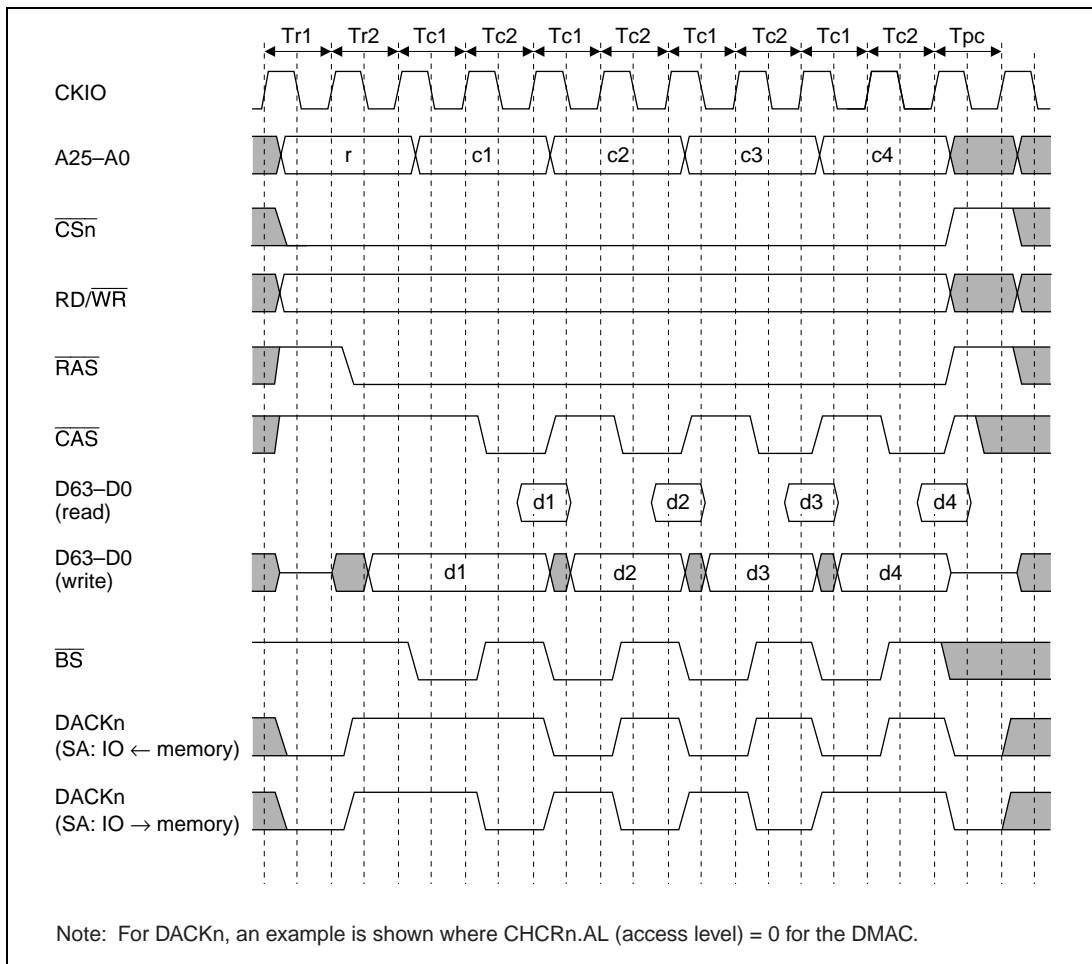 Tr1 Tr2 Tc1 Tc2 Tc1 Tc2 Tc1 Tc2 Tc1 Tc2 Tpc
CKIO
A25–A0 r c1 c2 c3 c4
CSn
RD/WR
RAS
CAS
D63–D0
(read) d1 d2 d3 d4
D63–D0
(write) d1 d2 d3 d4
BS
DACKn
(SA: IO ← memory)
DACKn
(SA: IO → memory)
Note: For DACKn, an example is shown where CHCRn.AL (access level) = 0 for the DMAC.